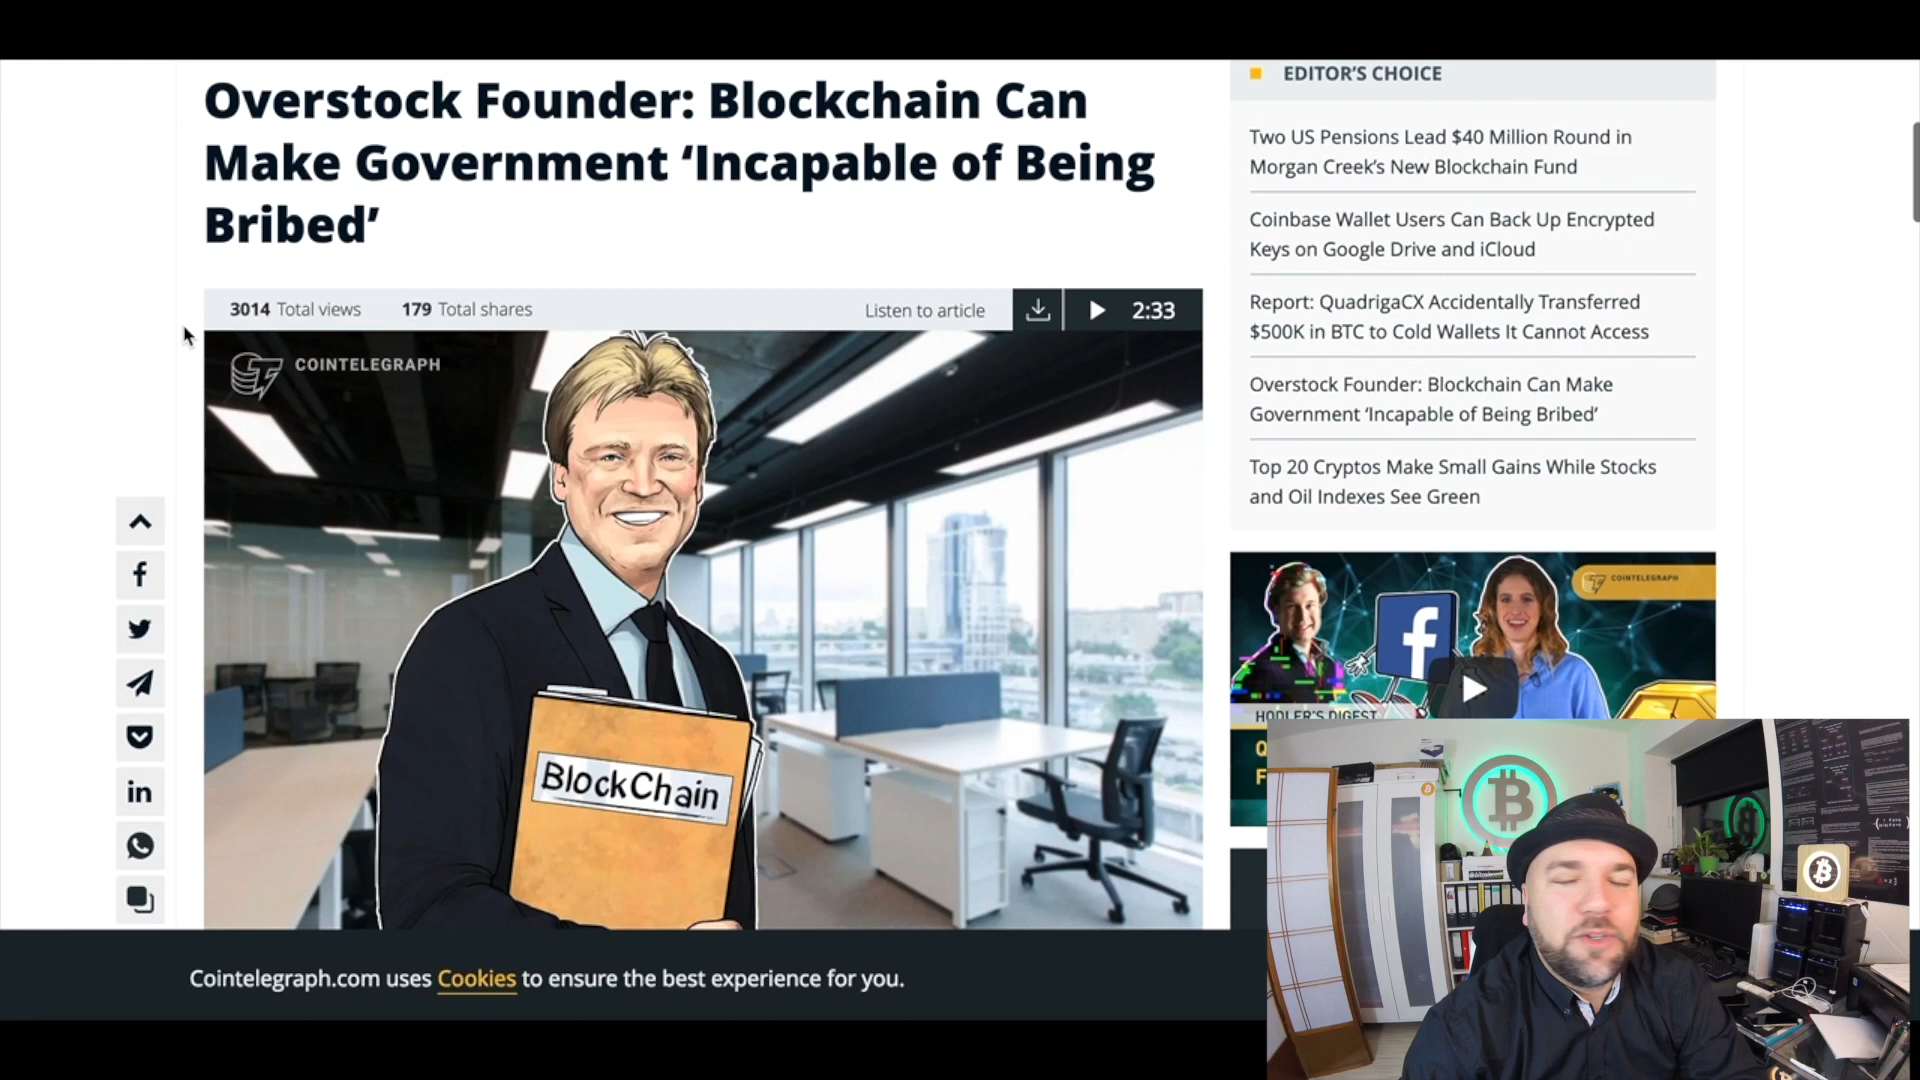 Overstock Founder: Blockchain Can
Make Government ‘Incapable of Being
Bribed’
3014 Total views 179 Total shares
Listen to article
2:33
COINTELEGRAPH
BlockChain
EDITOR’S CHOICE
Two US Pensions Lead $40 Million Round in
Morgan Creek’s New Blockchain Fund
Coinbase Wallet Users Can Back Up Encrypted
Keys on Google Drive and iCloud
Report: QuadrigaCX Accidentally Transferred
$500K in BTC to Cold Wallets It Cannot Access
Overstock Founder: Blockchain Can Make
Government ‘Incapable of Being Bribed’
Top 20 Cryptos Make Small Gains While Stocks
and Oil Indexes See Green
COINTELEGRAPH
HODLER’S DIGEST
Q
F
Cointelegraph.com uses Cookies to ensure the best experience for you.